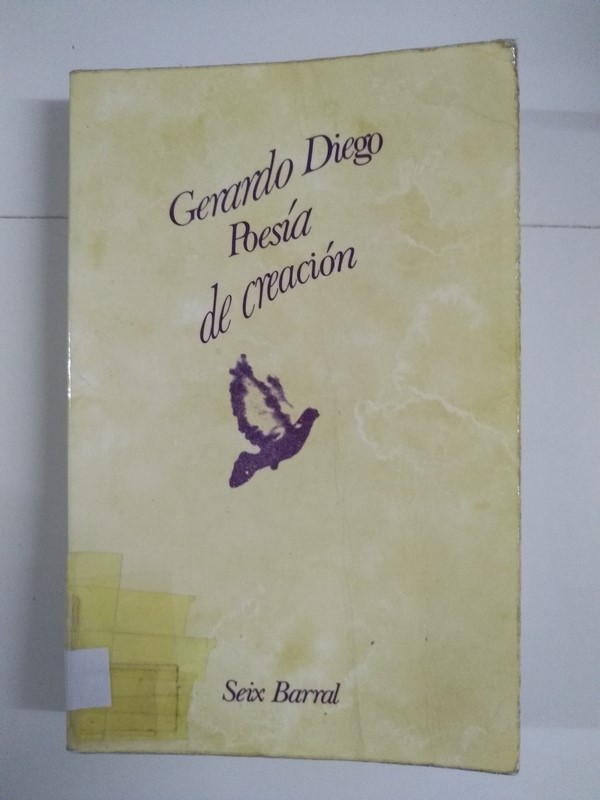 Gerardo Diego
Poesía
de creación
Seix Barral